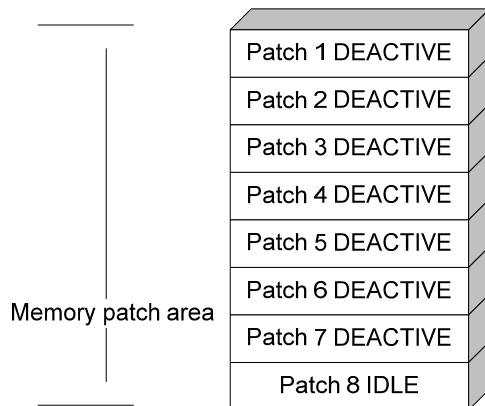 Patch 1 DEACTIVE
Patch 2 DEACTIVE
Patch 3 DEACTIVE
Patch 4 DEACTIVE
Patch 5 DEACTIVE
Patch 6 DEACTIVE
Memory patch area
Patch 7 DEACTIVE
Patch 8 IDLE